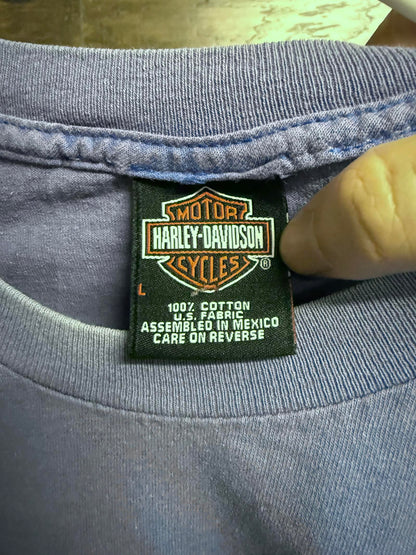 MOTOR
HARLEY-DAVIDSON
CYCLES
®
L
100% COTTON
U.S. FABRIC
ASSEMBLED IN MEXICO
CARE ON REVERSE